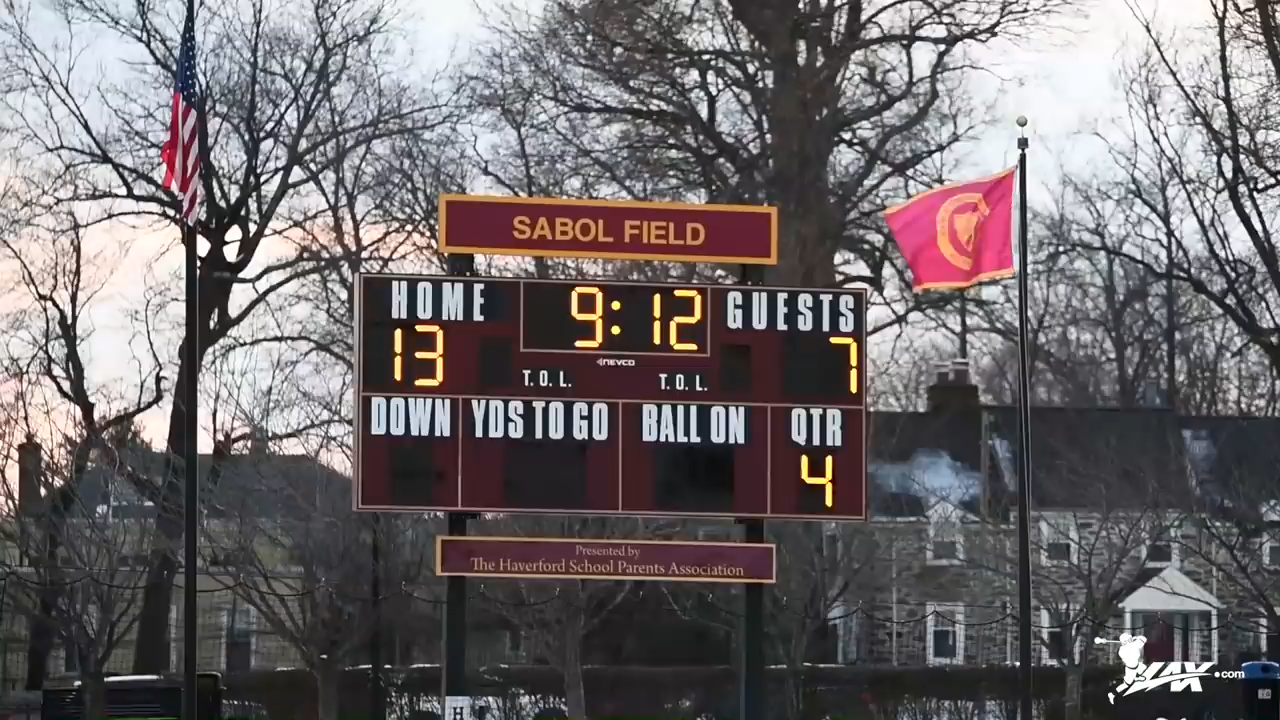 SABOL FIELD
HOME
9:12
GUESTS
13
7
NEVCO
T.O.L.
T.O.L.
DOWN
YDS TO GO
BALL ON
QTR
4
Presented by
The Haverford School Parents Association
H
LAX.com